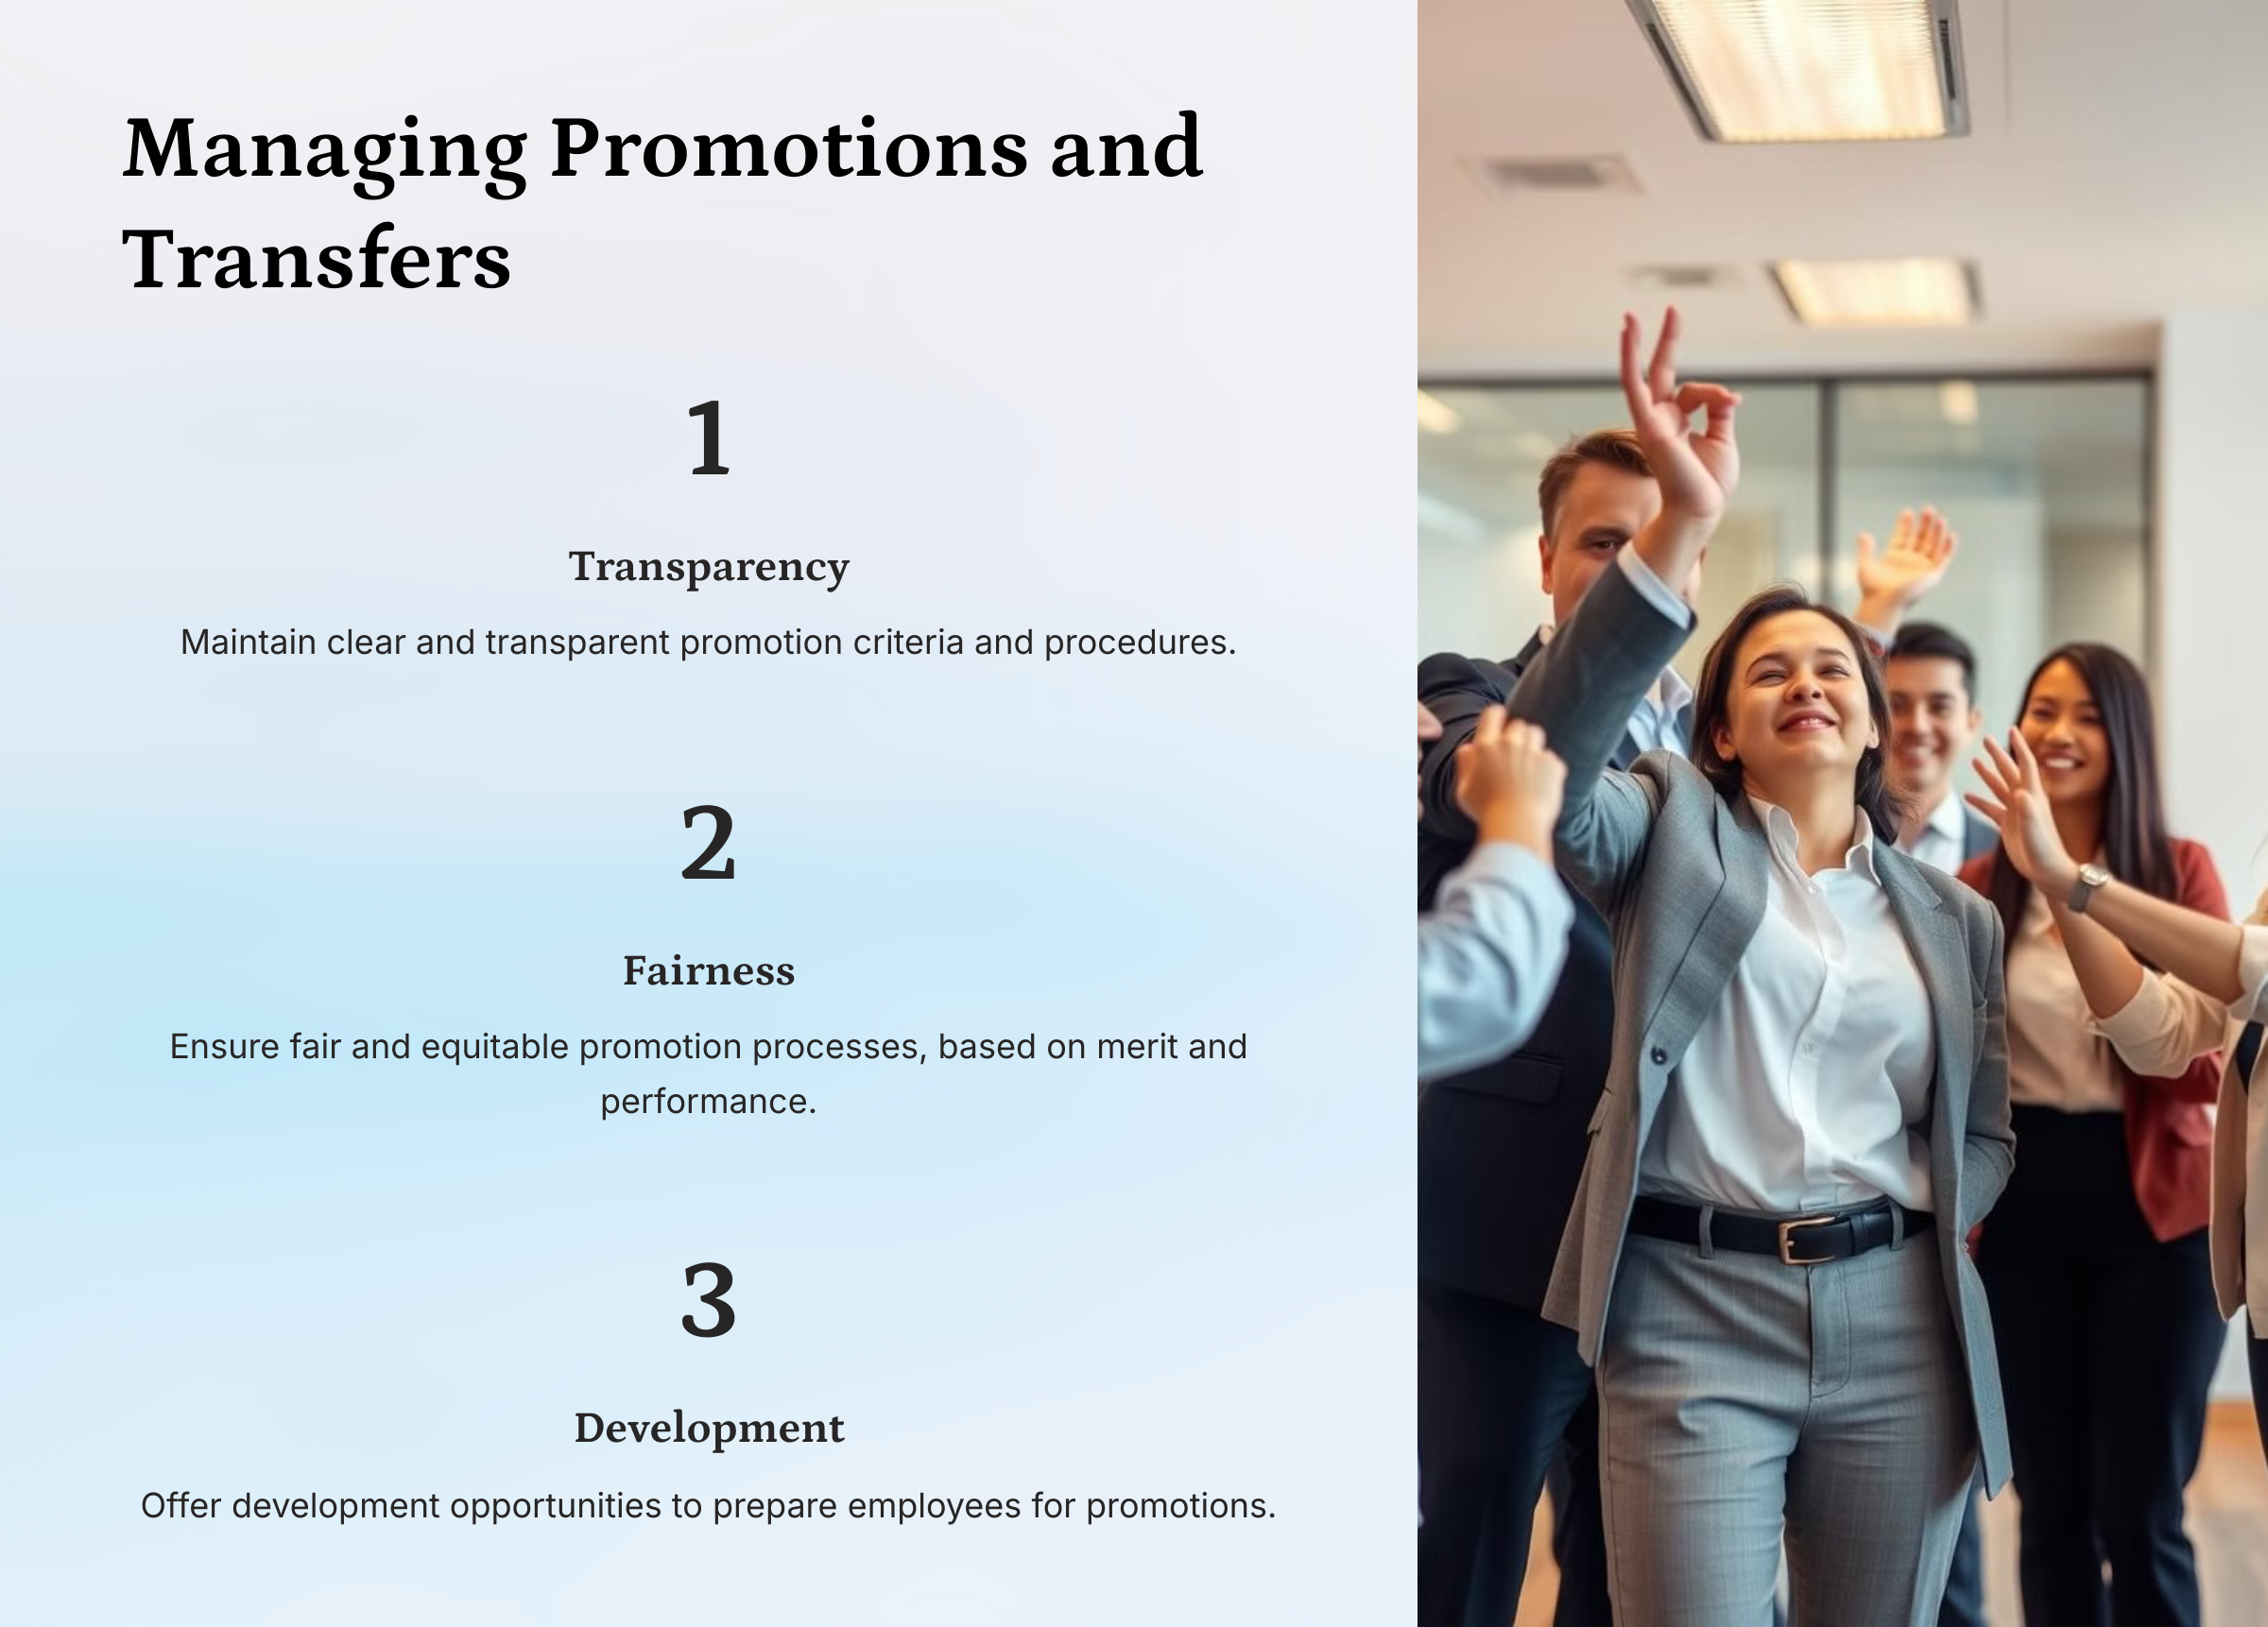 Managing Promotions and
Transfers
1
Transparency
Maintain clear and transparent promotion criteria and procedures.
2
Fairness
Ensure fair and equitable promotion processes, based on merit and
performance.
3
Development
Offer development opportunities to prepare employees for promotions.